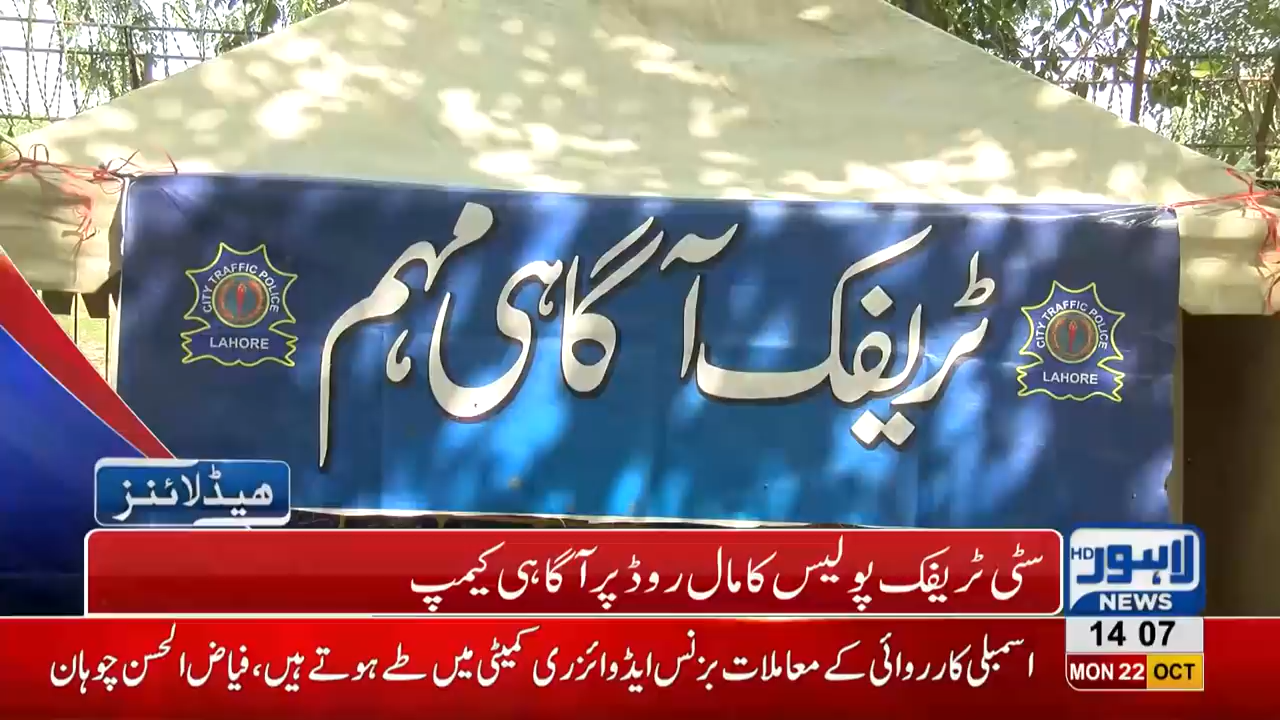 ٹریفک آگاہی مہم
CITY TRAFFIC POLICE
LAHORE
CITY TRAFFIC POLICE
LAHORE
ھیڈلائنز
سٹی ٹریفک پولیس کا مال روڈ پر آگاہی کیمپ
HD لاہور
NEWS
14 07
MON 22 OCT
اسمبلی کارروائی کے معاملات بزنس ایڈوائزری کمیٹی میں طے ہوتے ہیں، فیاض الحسن چوہان